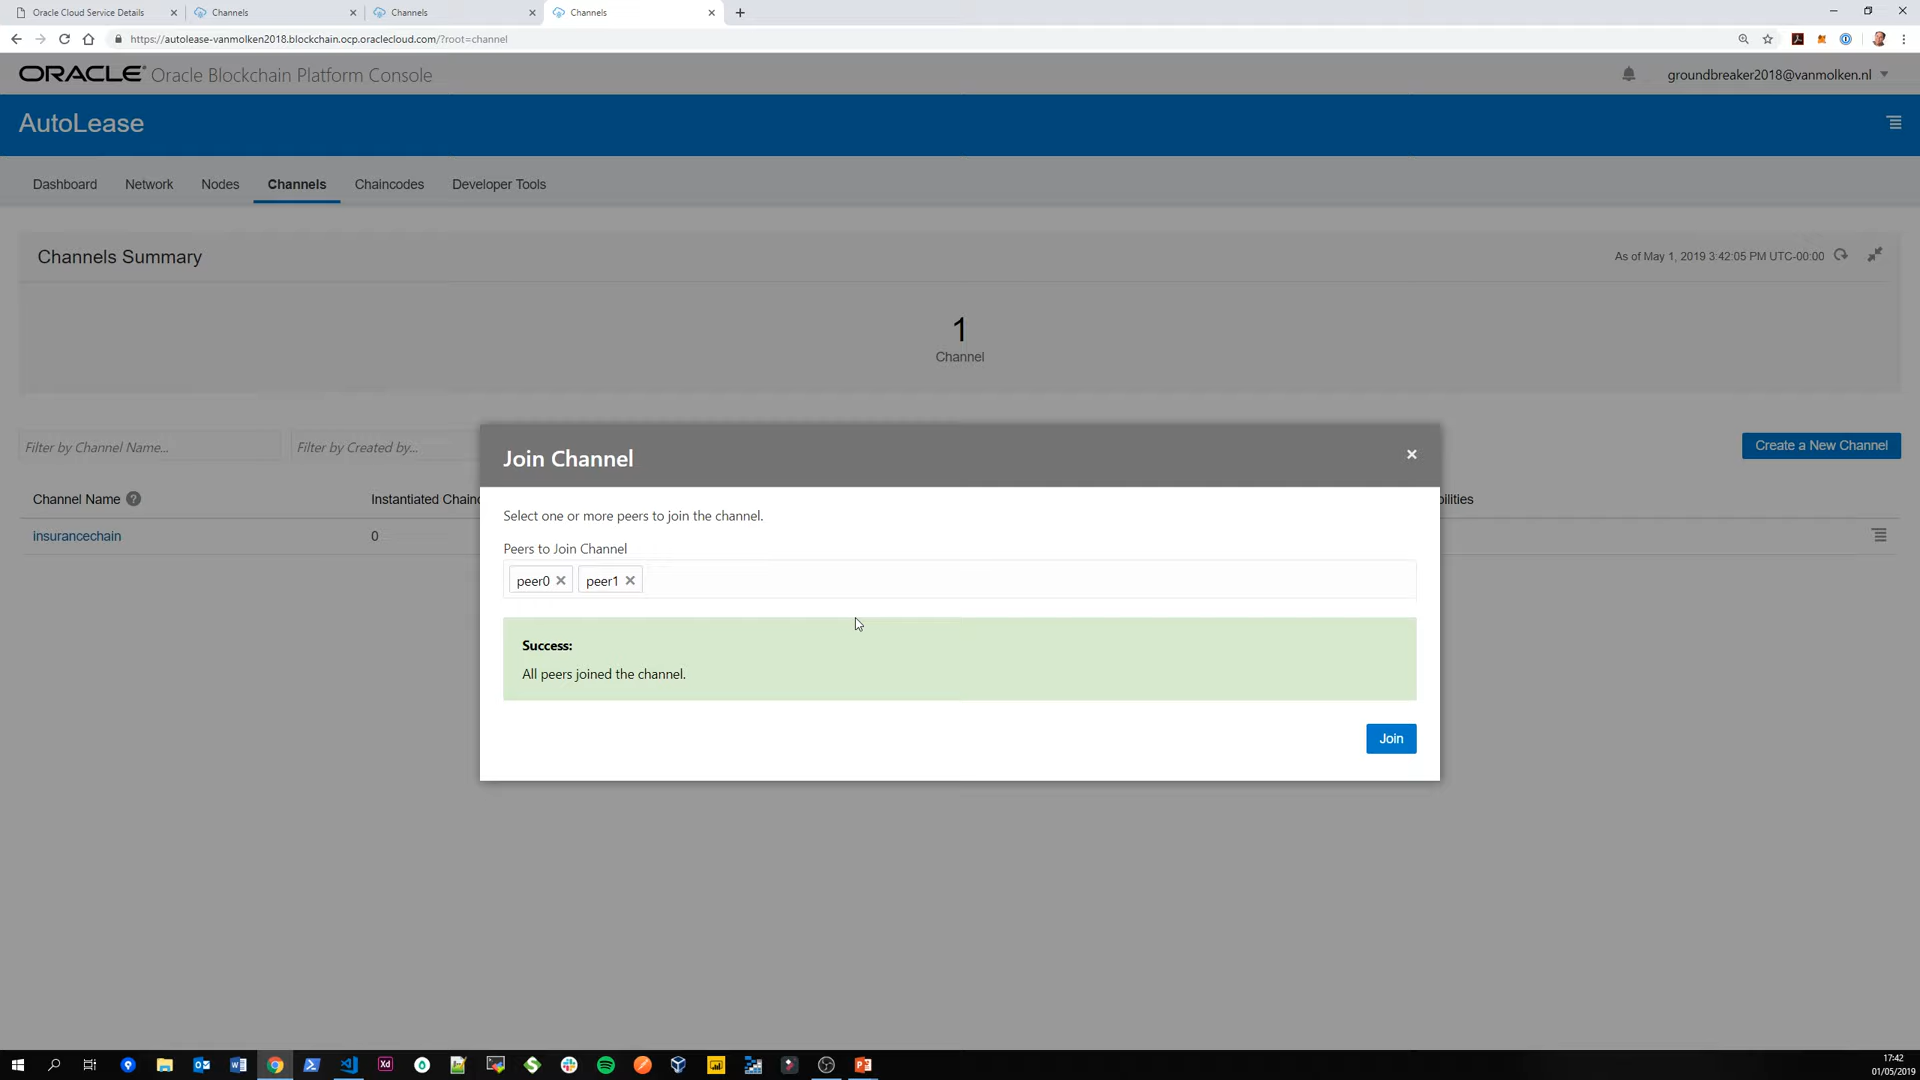 Oracle Cloud Service Details
Channels
Channels
Channels
https://autolease-vanmolken2018.blockchain.ocp.oraclecloud.com/?root=channel
ORACLE® Oracle Blockchain Platform Console
groundbreaker2018@vanmolken.nl
AutoLease
Dashboard Network Nodes Channels Chaincodes Developer Tools
Channels Summary
As of May 1, 2019 3:42:05 PM UTC-00:00
1
Channel
Filter by Channel Name... Filter by Created by...
Create a New Channel
Join Channel
Channel Name ? Instantiated Chainc
bilities
insurancechain 0
Select one or more peers to join the channel.
Peers to Join Channel
peer0 peer1
Success:
All peers joined the channel.
Join
17:42
01/05/2019